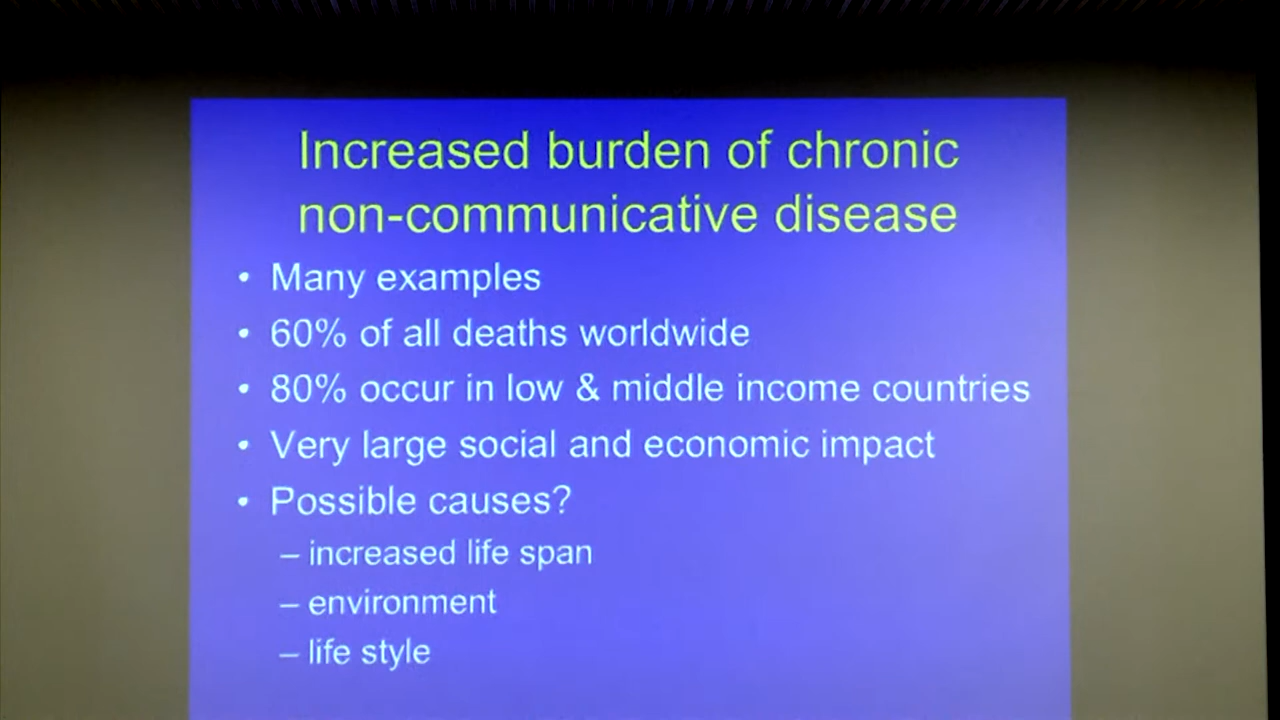 Increased burden of chronic
non-communicative disease
• Many examples
• 60% of all deaths worldwide
• 80% occur in low & middle income countries
• Very large social and economic impact
• Possible causes?
– increased life span
– environment
– life style